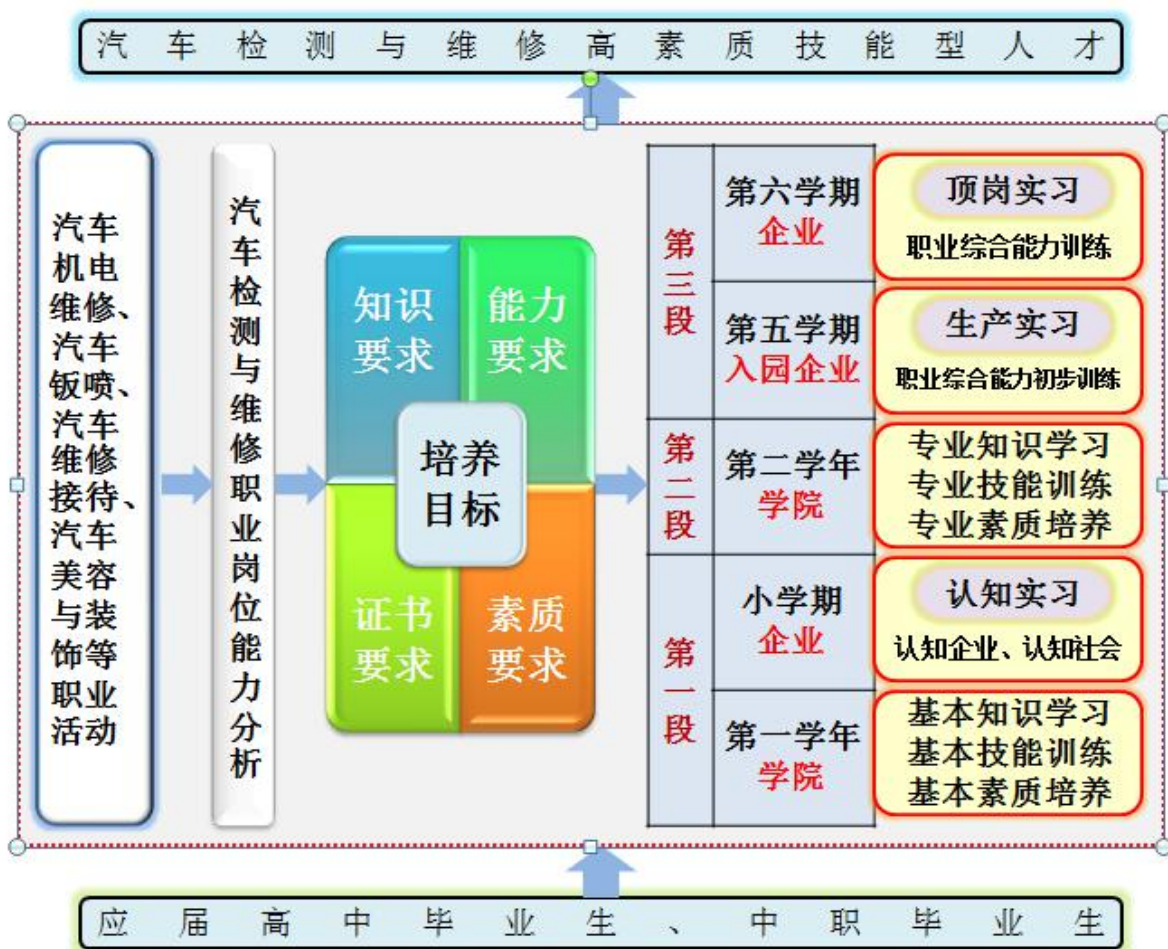 汽车检测与维修高素质技能型人才
汽车
机电
维修、
汽车
钣喷、
汽车
维修
接待、
汽车
美容
与装
饰等
职业
活动
汽车检测与维修职业岗位能力分析
知识
要求
能力
要求
培养
目标
证书
要求
素质
要求
第三段
第六学期
企业
顶岗实习
职业综合能力训练
第五学期
入园企业
生产实习
职业综合能力初步训练
第二段
第二学年
学院
专业知识学习
专业技能训练
专业素质培养
第一段
小学期
企业
认知实习
认知企业、认知社会
第一学年
学院
基本知识学习
基本技能训练
基本素质培养
应届高中毕业生、中职毕业生